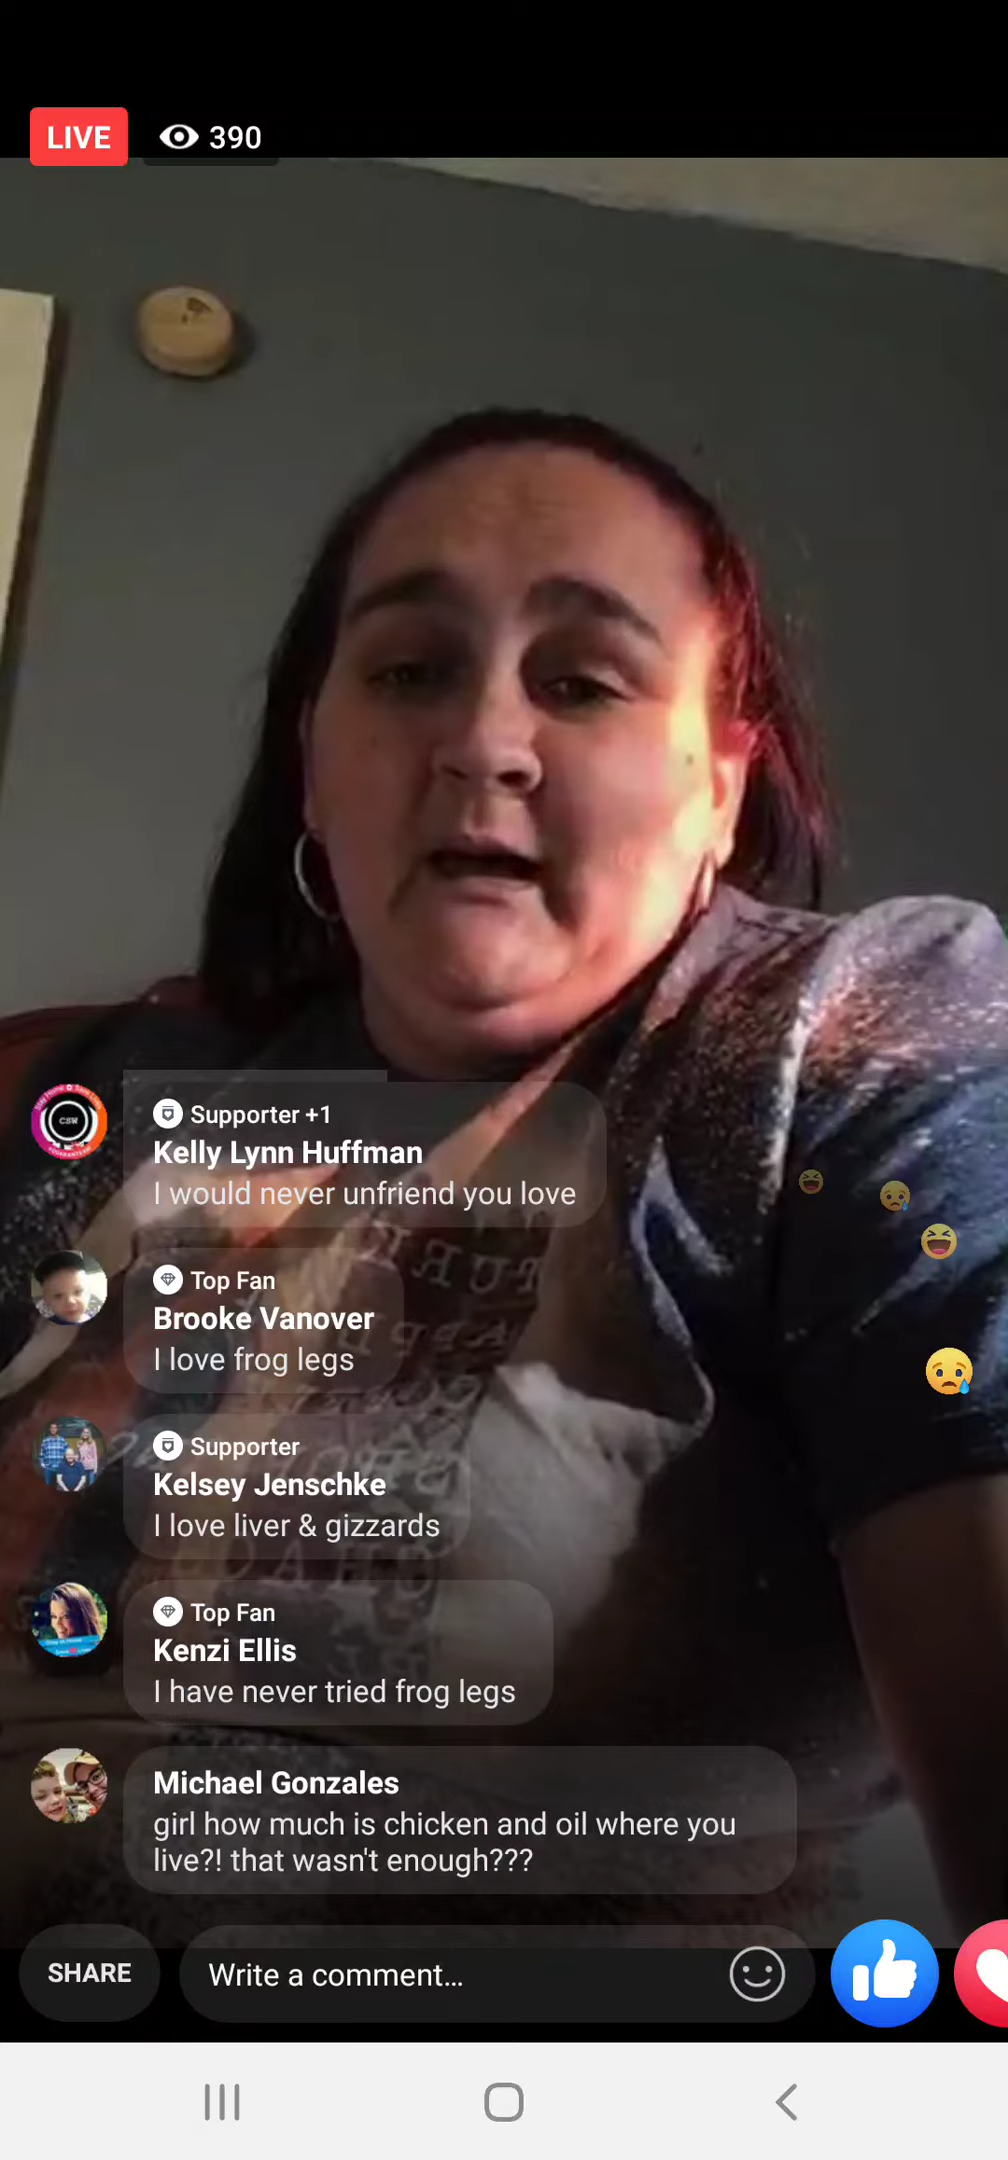 LIVE 390
Supporter +1
Kelly Lynn Huffman
I would never unfriend you love
Top Fan
Brooke Vanover
I love frog legs
Supporter
Kelsey Jenschke
I love liver & gizzards
Top Fan
Kenzi Ellis
I have never tried frog legs
Michael Gonzales
girl how much is chicken and oil where you
live?! that wasn't enough???
SHARE
Write a comment...